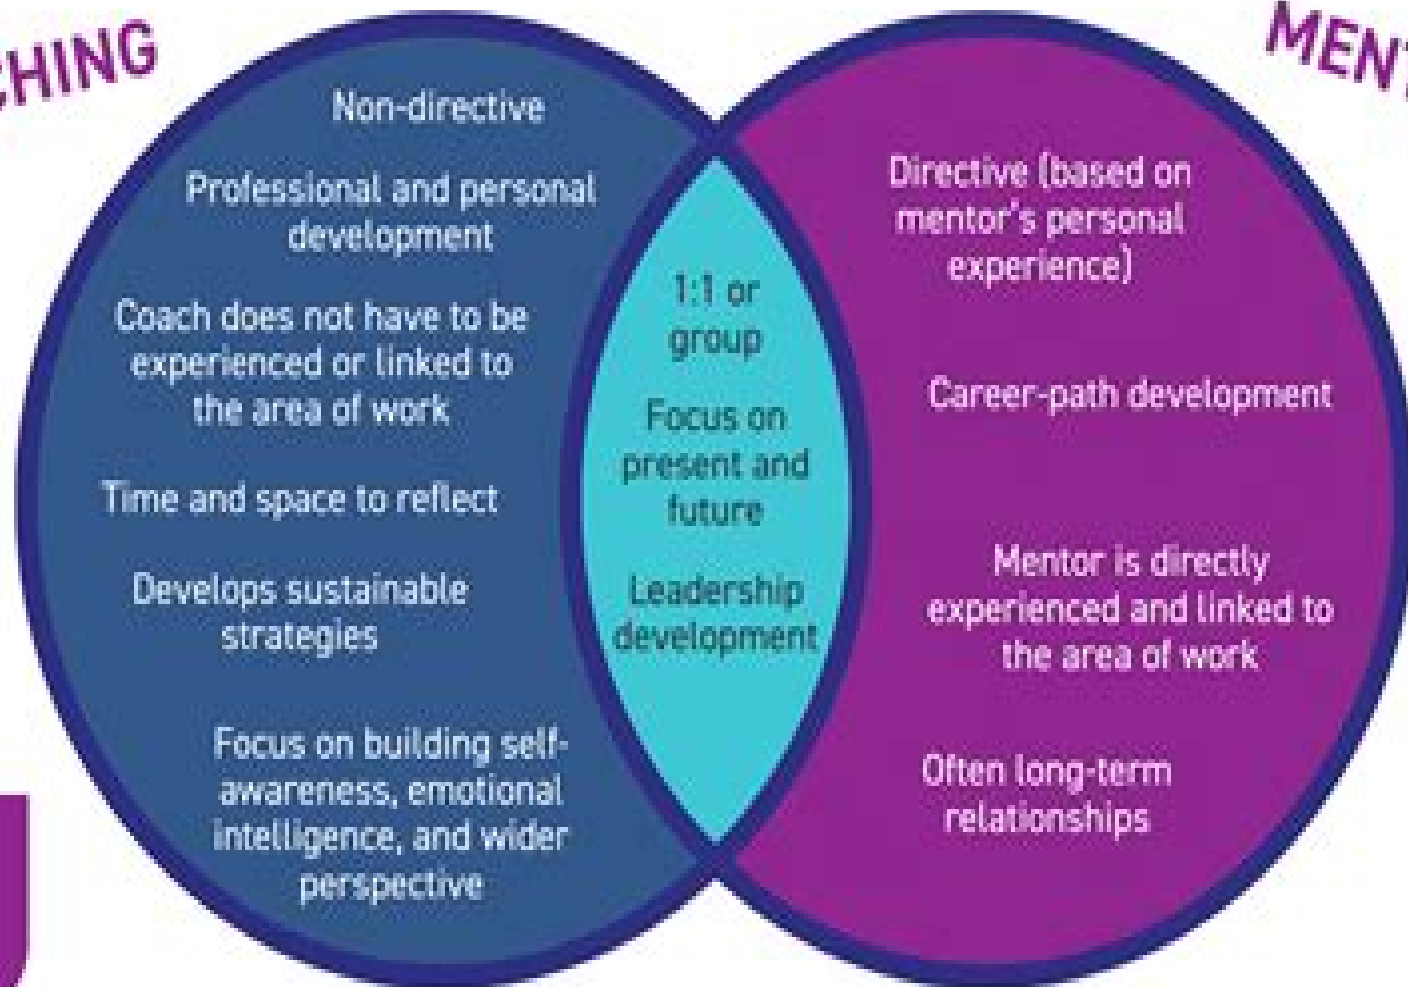 CHING
Non-directive
Professional and personal
development
Coach does not have to be
experienced or linked to
the area of work
Time and space to reflect
Develops sustainable
strategies
Focus on building self-
awareness, emotional
intelligence, and wider
perspective
1:1 or
group
Focus on
present and
future
Leadership
development
MENT
Directive (based on
mentor's personal
experience)
Career-path development
Mentor is directly
experienced and linked to
the area of work
Often long-term
relationships